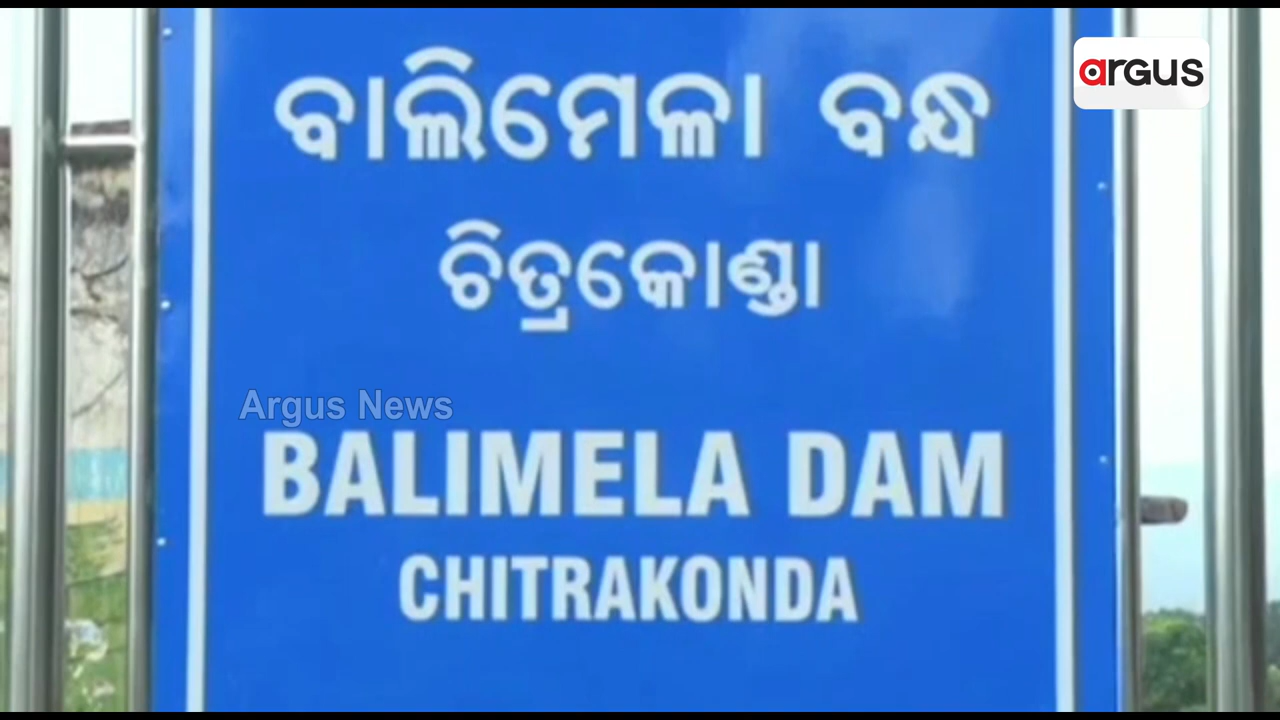 argus
ବାଲିମେଳା ବନ୍ଧ
ଚିତ୍ରକୋଣ୍ଡା
Argus News
BALIMELA DAM
CHITRAKONDA